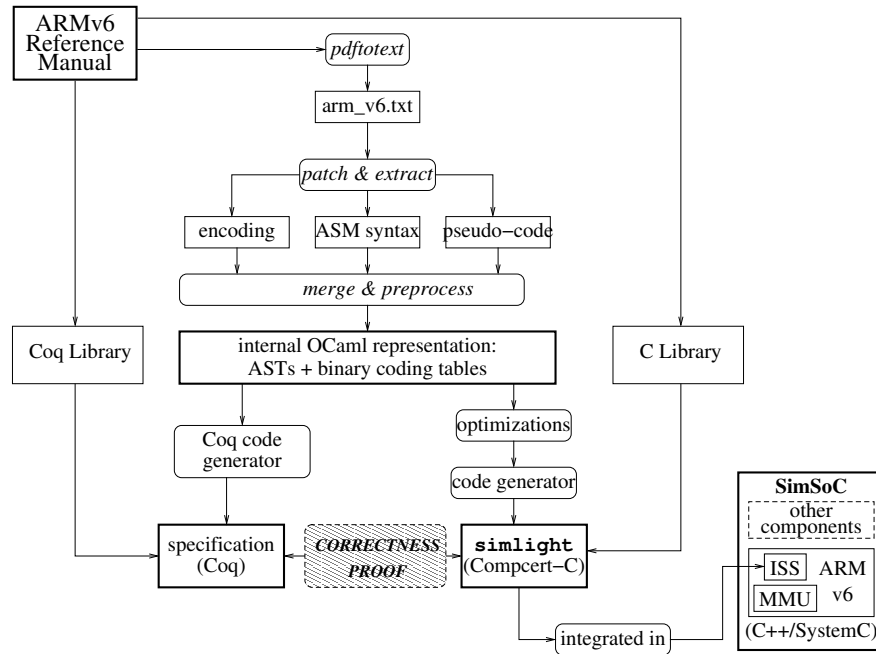 ARMv6
Reference
Manual
pdftotext
arm_v6.txt
patch & extract
encoding
ASM syntax
pseudo−code
merge & preprocess
Coq Library
internal OCaml representation:
ASTs + binary coding tables
C Library
Coq code
generator
optimizations
code generator
specification
(Coq)
CORRECTNESS
PROOF
simlight
(Compcert−C)
integrated in
SimSoC
other
components
ISS
MMU
ARM
v6
(C++/SystemC)